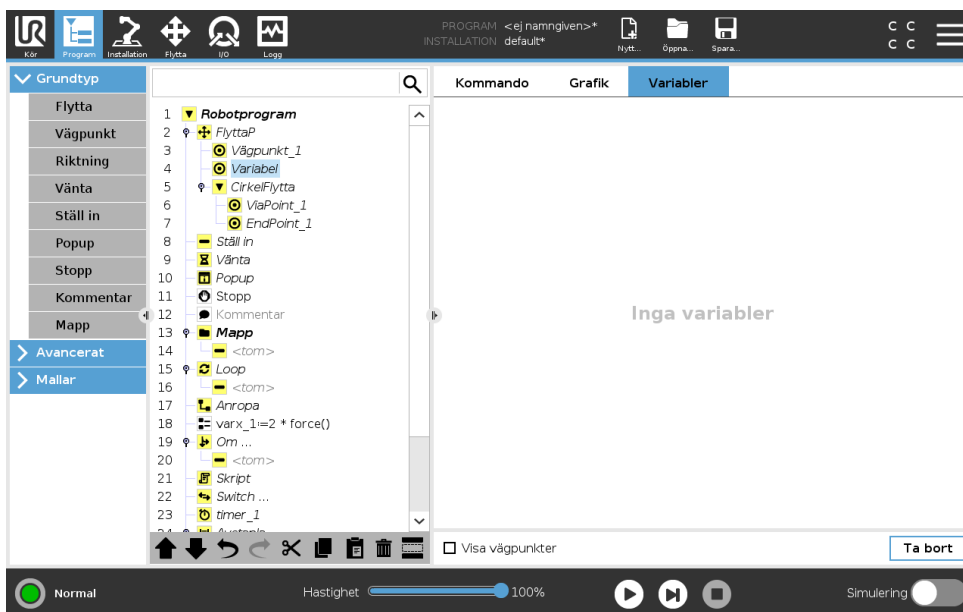 PROGRAM <ej namngiven>*
INSTALLATION default*
Kör
Program
Installation
Flytta
I/O
Logg
Nytt...
Öppna...
Spara...
C C
C C
Grundtyp
Flytta
Vägpunkt
Riktning
Vänta
Ställ in
Popup
Stopp
Kommentar
Mapp
Avancerat
Mallar
1 Robotprogram
2 FlyttaP
3 Vägpunkt_1
4 Variabel
5 CirkelFlytta
6 ViaPoint_1
7 EndPoint_1
8 Ställ in
9 Vänta
10 Popup
11 Stopp
12 Kommentar
13 Mapp
14 <tom>
15 Loop
16 <tom>
17 Anropa
18 varx_1:=2 * force()
19 Om ...
20 <tom>
21 Skript
22 Switch ...
23 timer_1
Kommando
Grafik
Variabler
Inga variabler
Visa vägpunkter
Ta bort
Normal
Hastighet
100%
Simulering